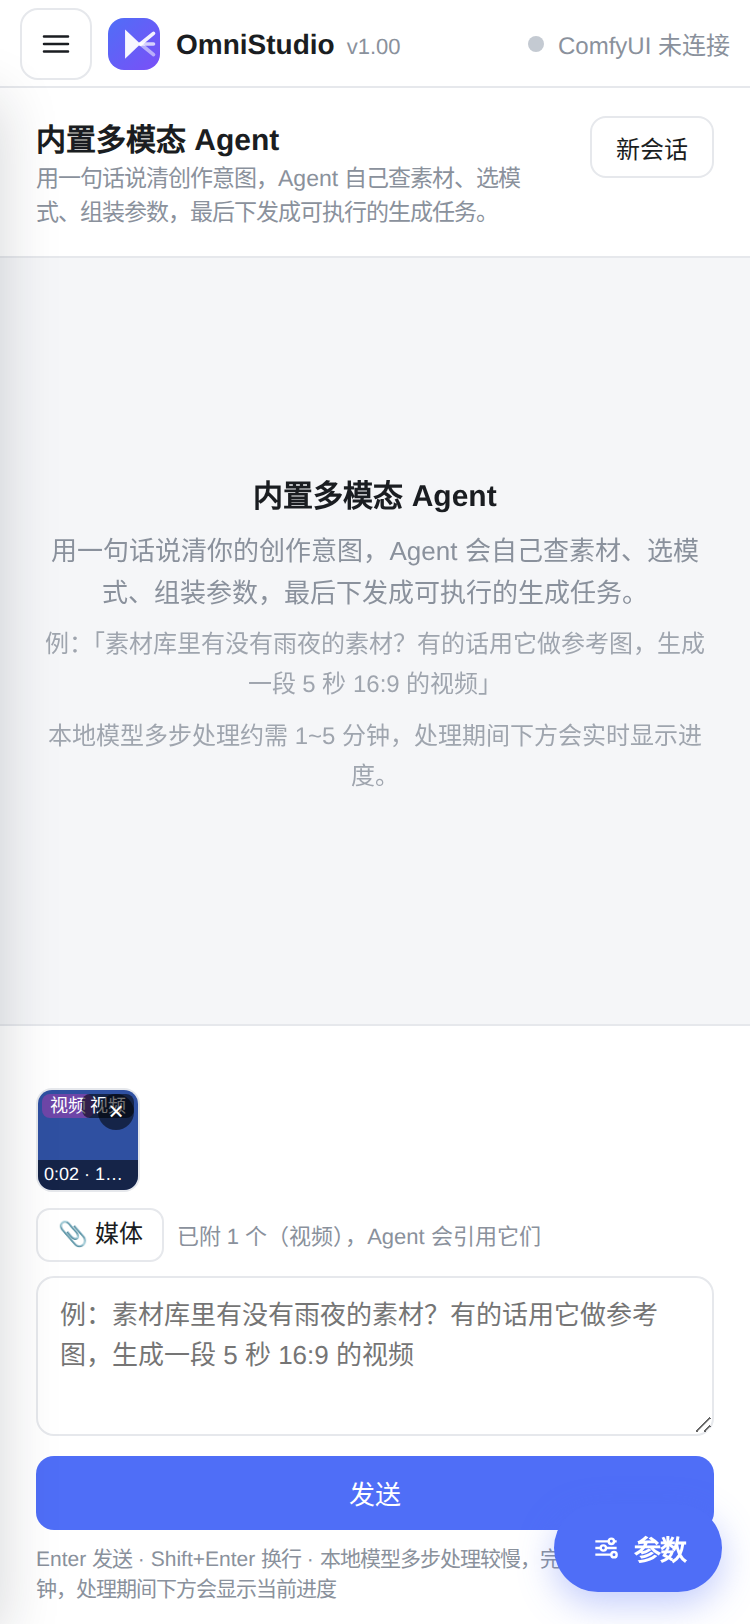 OmniStudio v1.00
ComfyUI 未连接
内置多模态 Agent
新会话
用一句话说清创作意图，Agent 自己查素材、选模
式、组装参数，最后下发成可执行的生成任务。
内置多模态 Agent
用一句话说清你的创作意图，Agent 会自己查素材、选模
式、组装参数，最后下发成可执行的生成任务。
例：「素材库里有没有雨夜的素材？有的话用它做参考图，生成
一段 5 秒 16:9 的视频」
本地模型多步处理约需 1~5 分钟，处理期间下方会实时显示进
度。
视频 视频
0:02 · 1…
媒体
已附 1 个（视频），Agent 会引用它们
例：素材库里有没有雨夜的素材？有的话用它做参考
图，生成一段 5 秒 16:9 的视频
发送
Enter 发送 · Shift+Enter 换行 · 本地模型多步处理较慢，完
钟，处理期间下方会显示当前进度
参数